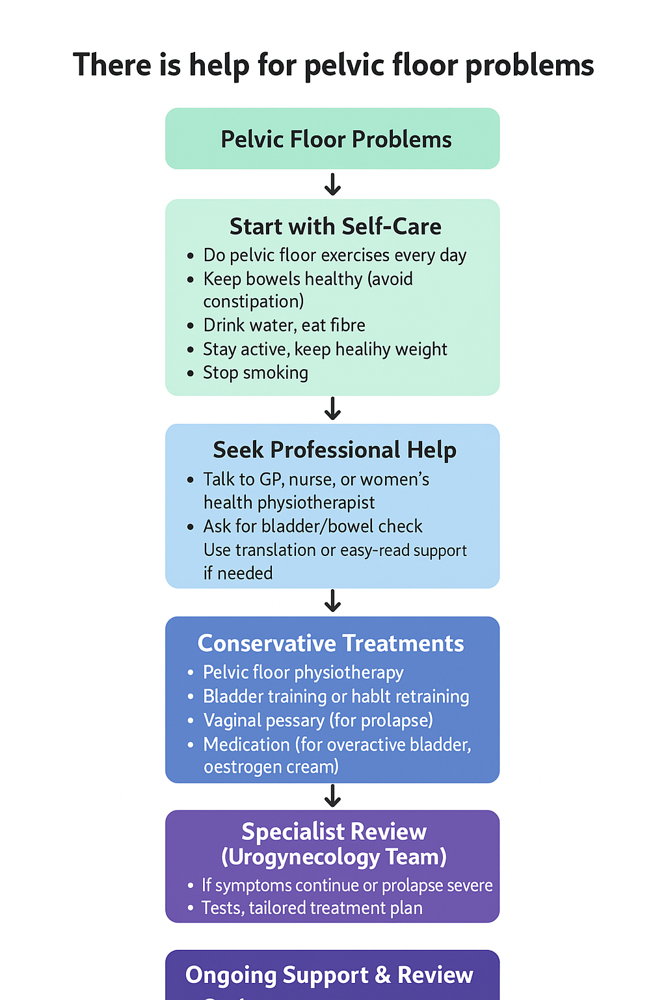 There is help for pelvic floor problems
Pelvic Floor Problems
Start with Self-Care
• Do pelvic floor exercises every day
• Keep bowels healthy (avoid
constipation)
• Drink water, eat fibre
• Stay active, keep healihy weight
• Stop smoking
Seek Professional Help
• Talk to GP, nurse, or women's
health physiotherapist
• Ask for bladder/bowel check
Use translation or easy-read support
if needed
Conservative Treatments
• Pelvic floor physiotherapy
• Bladder training or hablt retraining
• Vaginal pessary (for prolapse)
• Medication (for overactive bladder,
oestrogen cream)
Specialist Review
(Urogynecology Team)
• If symptoms continue or prolapse severe
• Tests, tailored treatment plan
Ongoing Support & Review